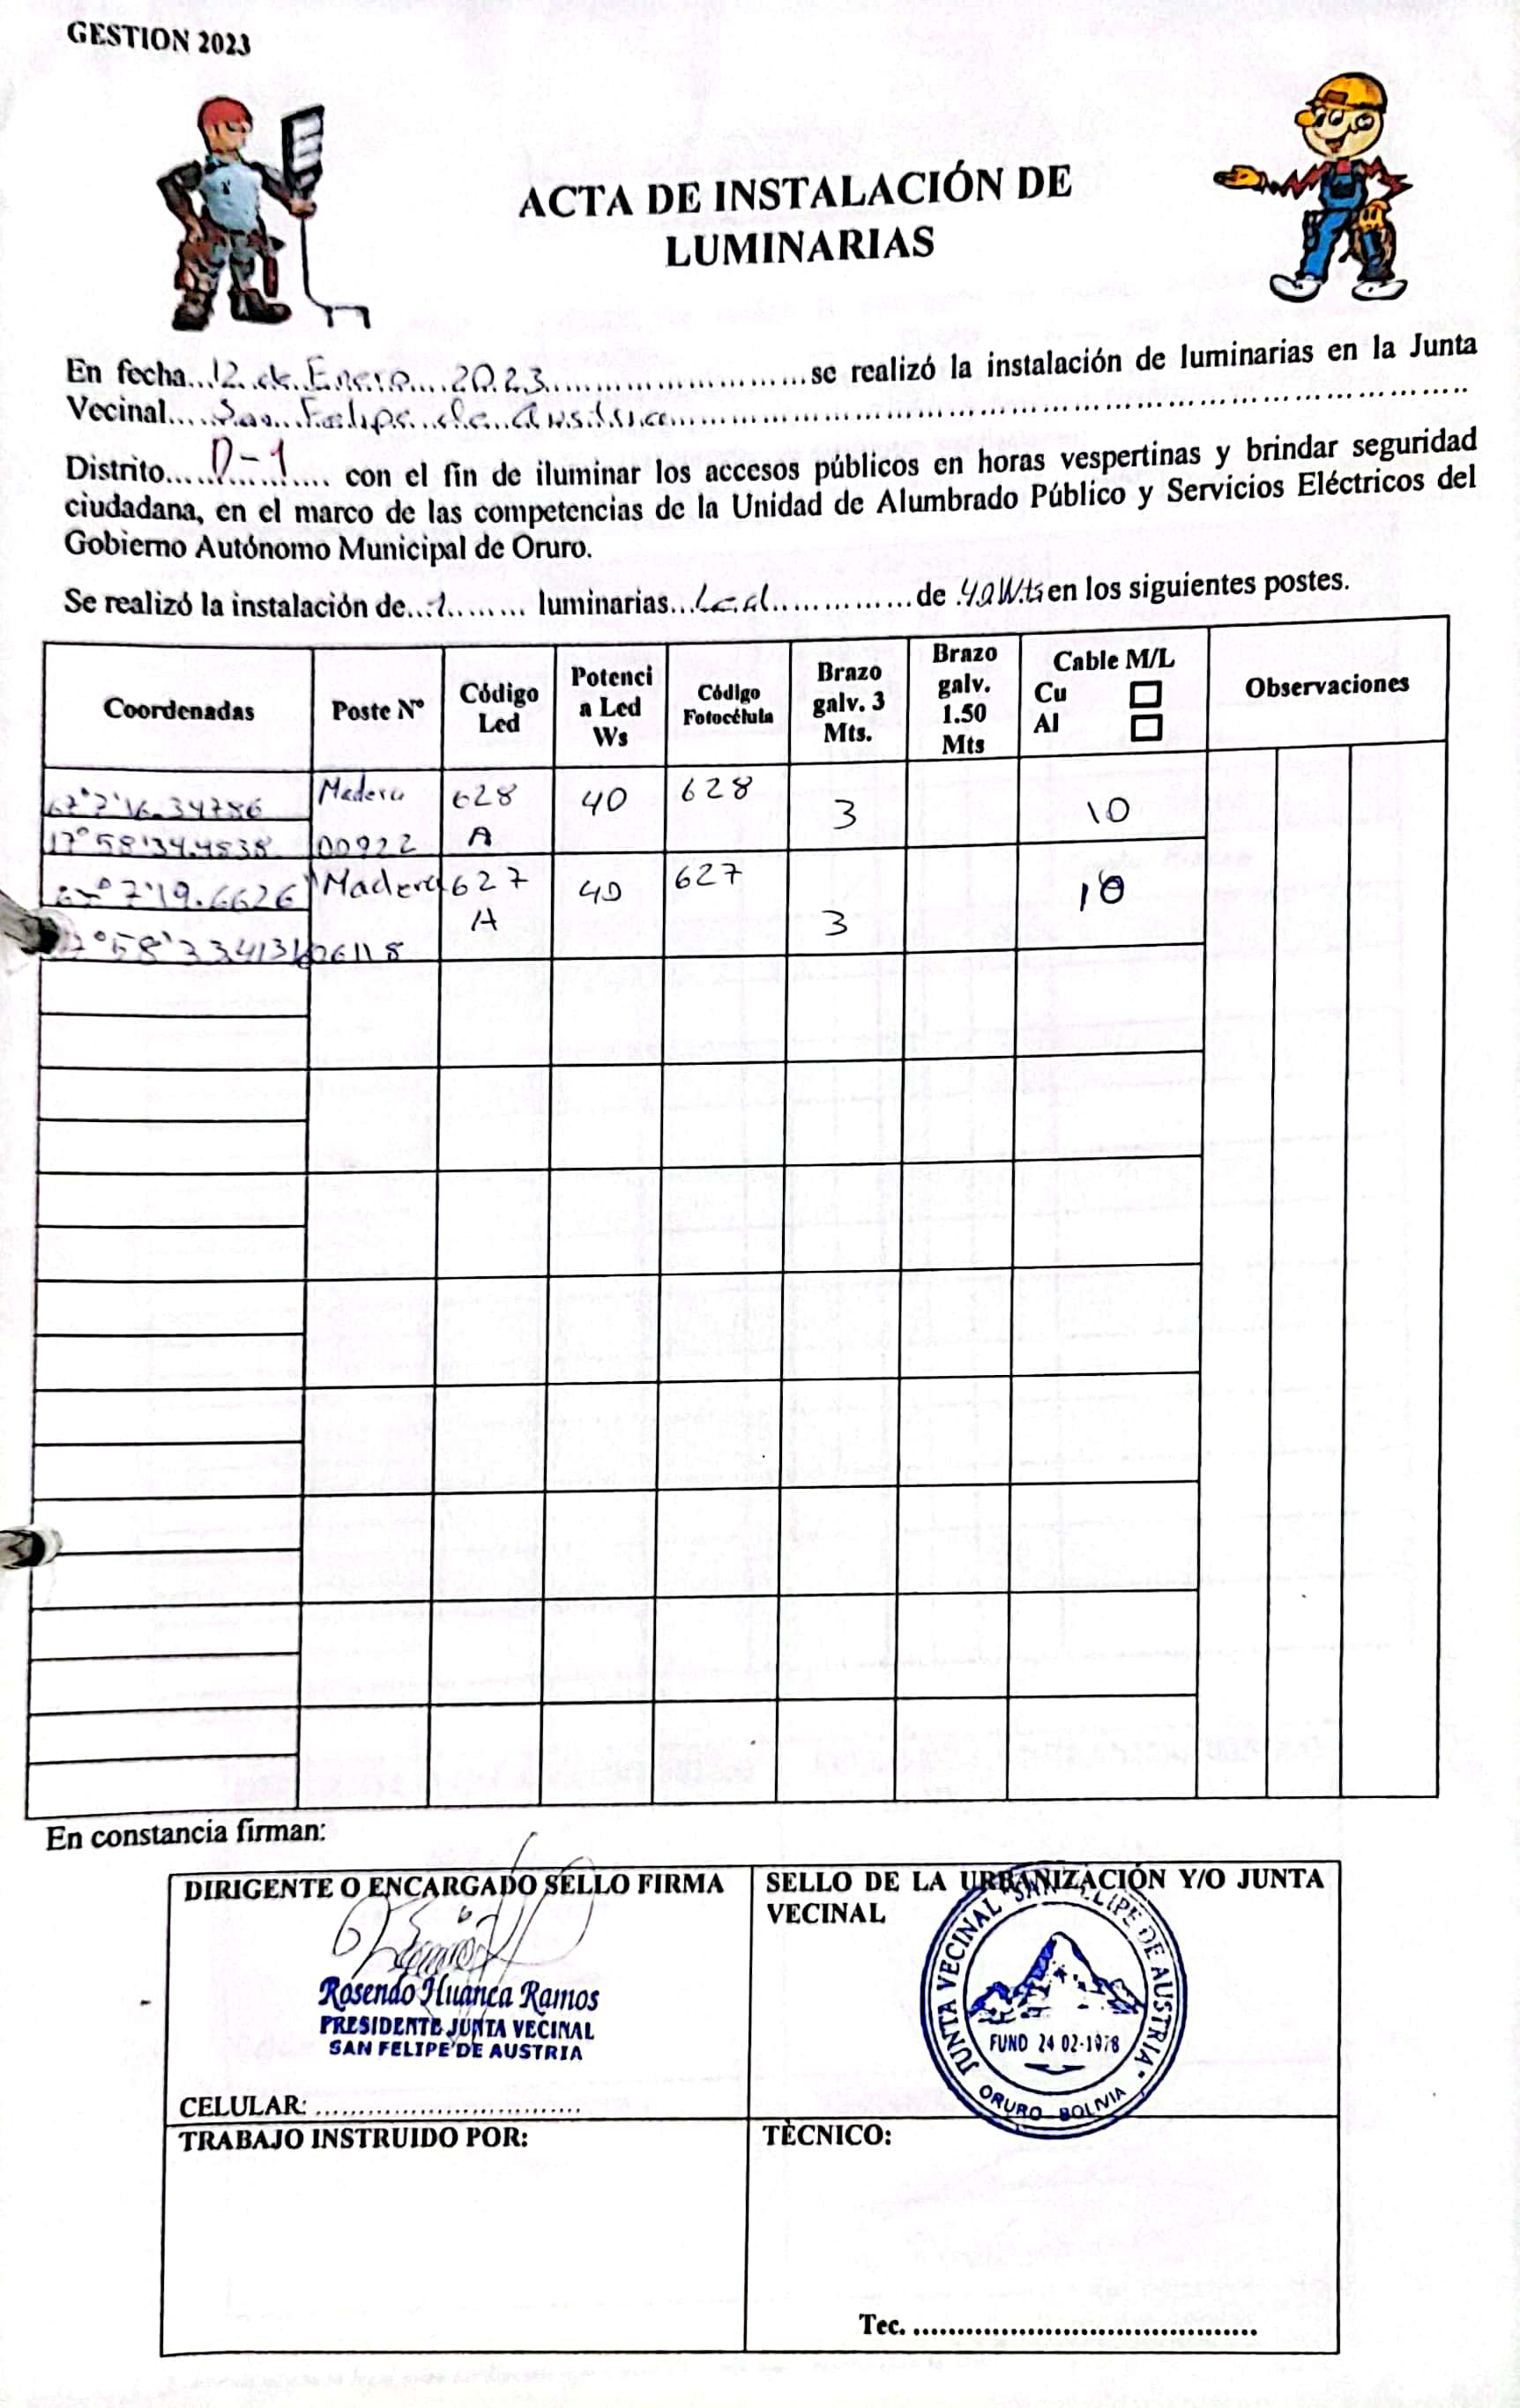 GESTION 2023
ACTA DE INSTALACIÓN DE
LUMINARIAS
En fecha...12 de Enero....2023...........................se realizó la instalación de luminarias en la Junta
Vecinal.....San Felipe de Austria..................................................................................
Distrito.....D-1.... con el fin de iluminar los accesos públicos en horas vespertinas y brindar seguridad
ciudadana, en el marco de las competencias de la Unidad de Alumbrado Público y Servicios Eléctricos del
Gobierno Autónomo Municipal de Oruro.
Se realizó la instalación de........ luminarias...Led..............de 40Wts en los siguientes postes.
Coordenadas Poste N° Código Led Potenci a Led Ws Código Fotocélula Brazo galv. 3 Mts. Brazo galv. 1.50 Mts Cable M/L Cu Al Observaciones
67°7'16.34786 Madera 628 40 628 3 10
17°58'34.4838 00922 A
7'19.6626" Madera 627 40 627 3 10
06118 A
En constancia firman:
DIRIGENTE O ENCARGADO SELLO FIRMA
Rosendo Huanca Ramos
PRESIDENTE JUNTA VECINAL
SAN FELIPE DE AUSTRIA
CELULAR: ................................
SELLO DE LA URBANIZACIÓN Y/O JUNTA
VECINAL
JUNTA VECINAL "SAN FELIPE DE AUSTRIA"
FUND 24 02-1978
ORURO - BOLIVIA
TRABAJO INSTRUIDO POR:
TÈCNICO:
Tec. ........................................